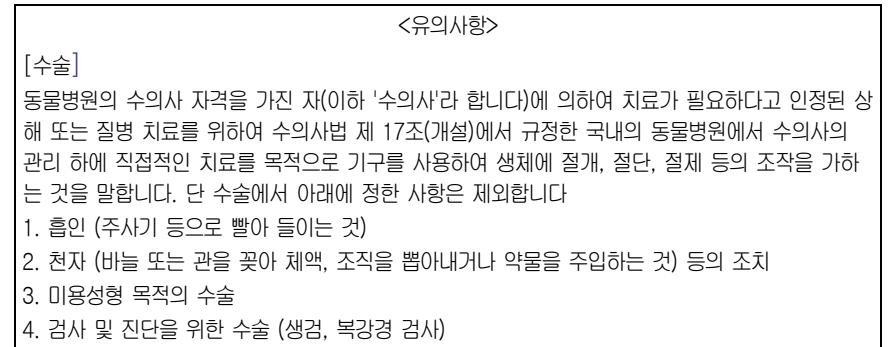 <유의사항>
[수술]
동물병원의 수의사 자격을 가진 자(이하 '수의사'라 합니다)에 의하여 치료가 필요하다고 인정된 상
해 또는 질병 치료를 위하여 수의사법 제 17조(개설)에서 규정한 국내의 동물병원에서 수의사의
관리 하에 직접적인 치료를 목적으로 기구를 사용하여 생체에 절개, 절단, 절제 등의 조작을 가하
는 것을 말합니다. 단 수술에서 아래에 정한 사항은 제외합니다
1. 흡인 (주사기 등으로 빨아 들이는 것)
2. 천자 (바늘 또는 관을 꽂아 체액, 조직을 뽑아내거나 약물을 주입하는 것) 등의 조치
3. 미용성형 목적의 수술
4. 검사 및 진단을 위한 수술 (생검, 복강경 검사)